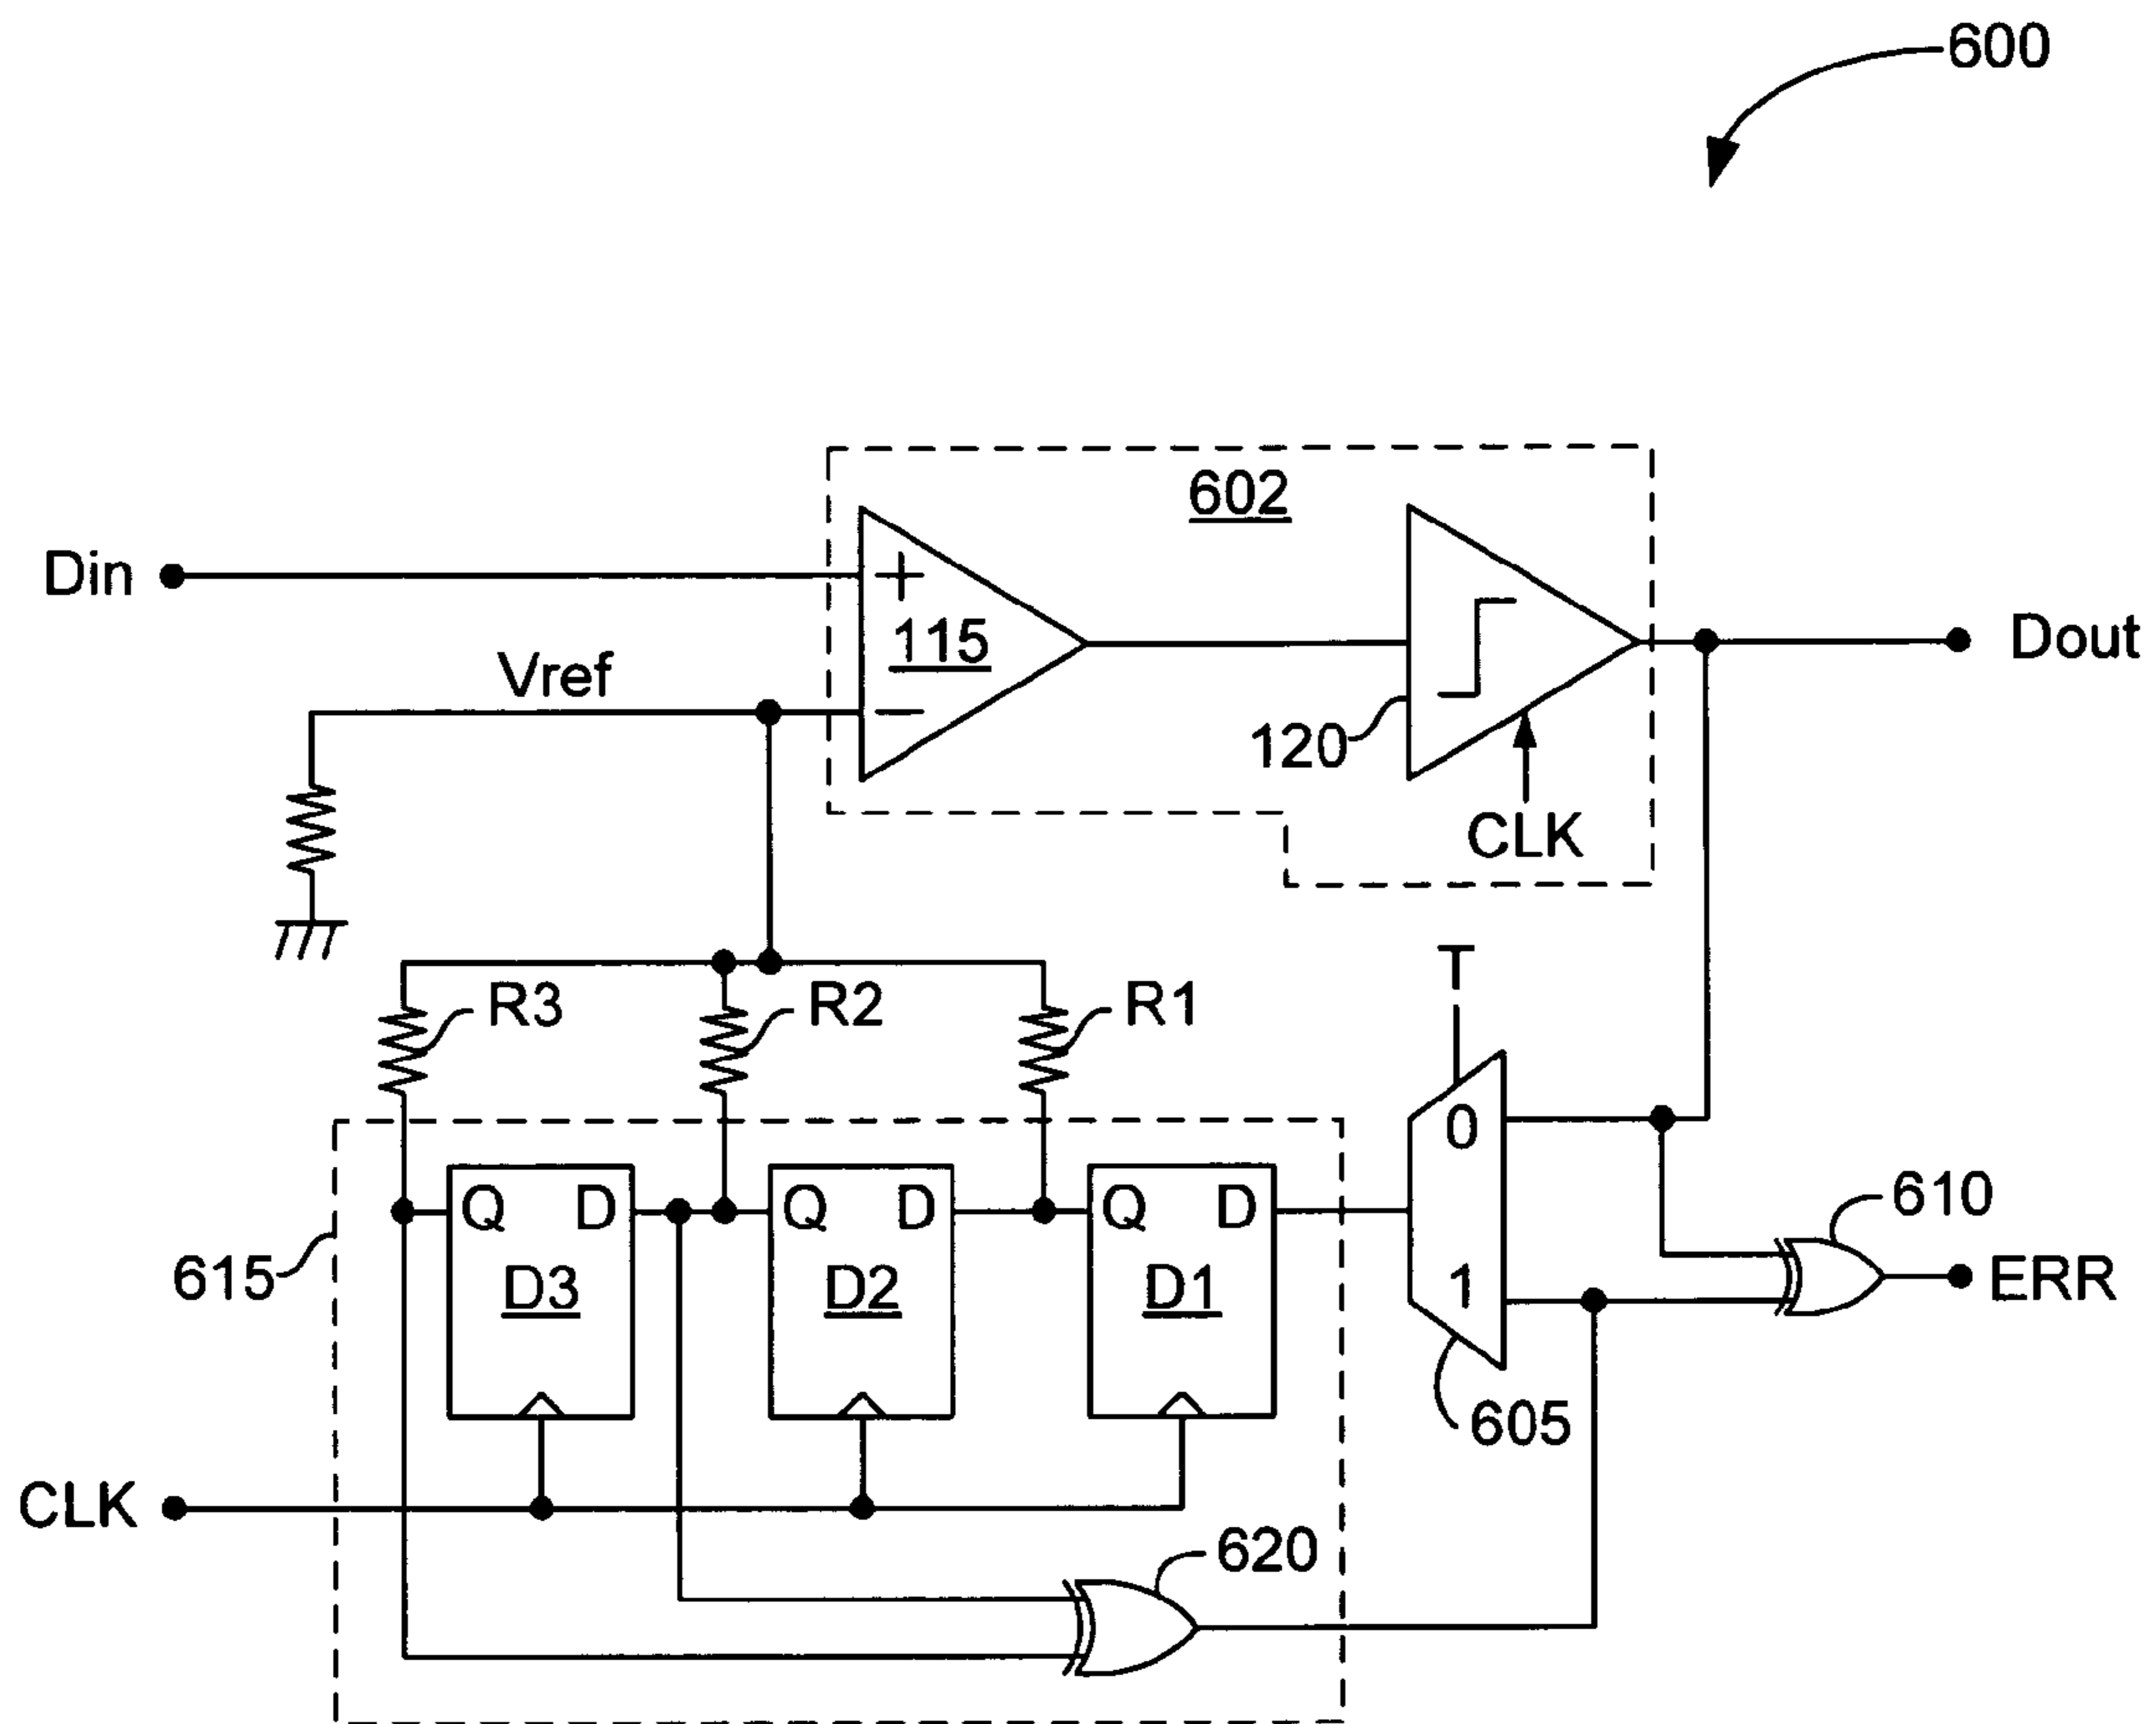 600
602
Din
+
115
Dout
Vref
−
120
CLK
T
R3
R2
R1
0
610
Q D
Q D
Q D
615
D3
D2
D1
1
ERR
605
CLK
620